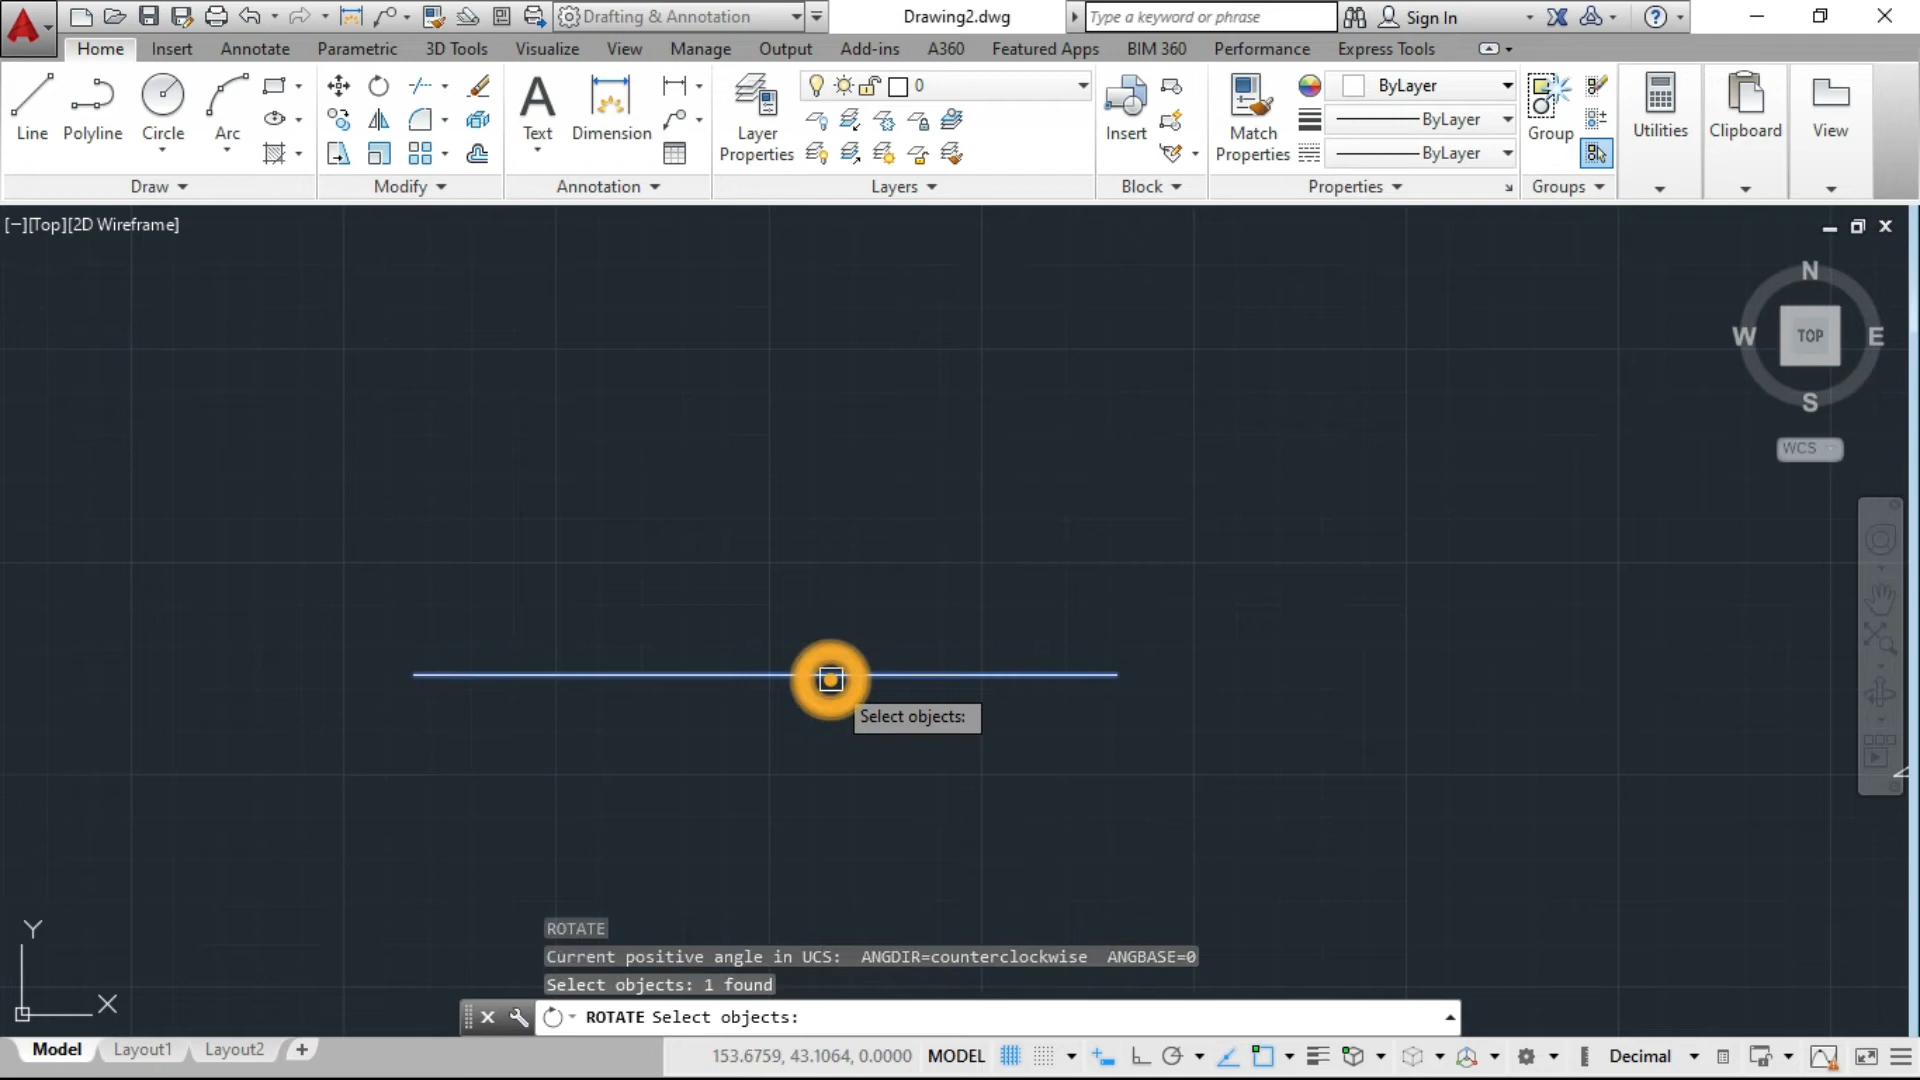 Drafting & Annotation
Drawing2.dwg
Type a keyword or phrase
Sign In
Home Insert Annotate Parametric 3D Tools Visualize View Manage Output Add-ins A360 Featured Apps BIM 360 Performance Express Tools
Line Polyline Circle Arc
A Text Dimension
Layer Properties
0
Insert
Match Properties
ByLayer
ByLayer
ByLayer
Group
Utilities Clipboard View
Draw Modify Annotation Layers Block Properties Groups
[−][Top][2D Wireframe]
N
W TOP E
S
WCS
Select objects:
Y
X
ROTATE
Current positive angle in UCS: ANGDIR=counterclockwise ANGBASE=0
Select objects: 1 found
ROTATE Select objects:
Model Layout1 Layout2 +
153.6759, 43.1064, 0.0000 MODEL Decimal